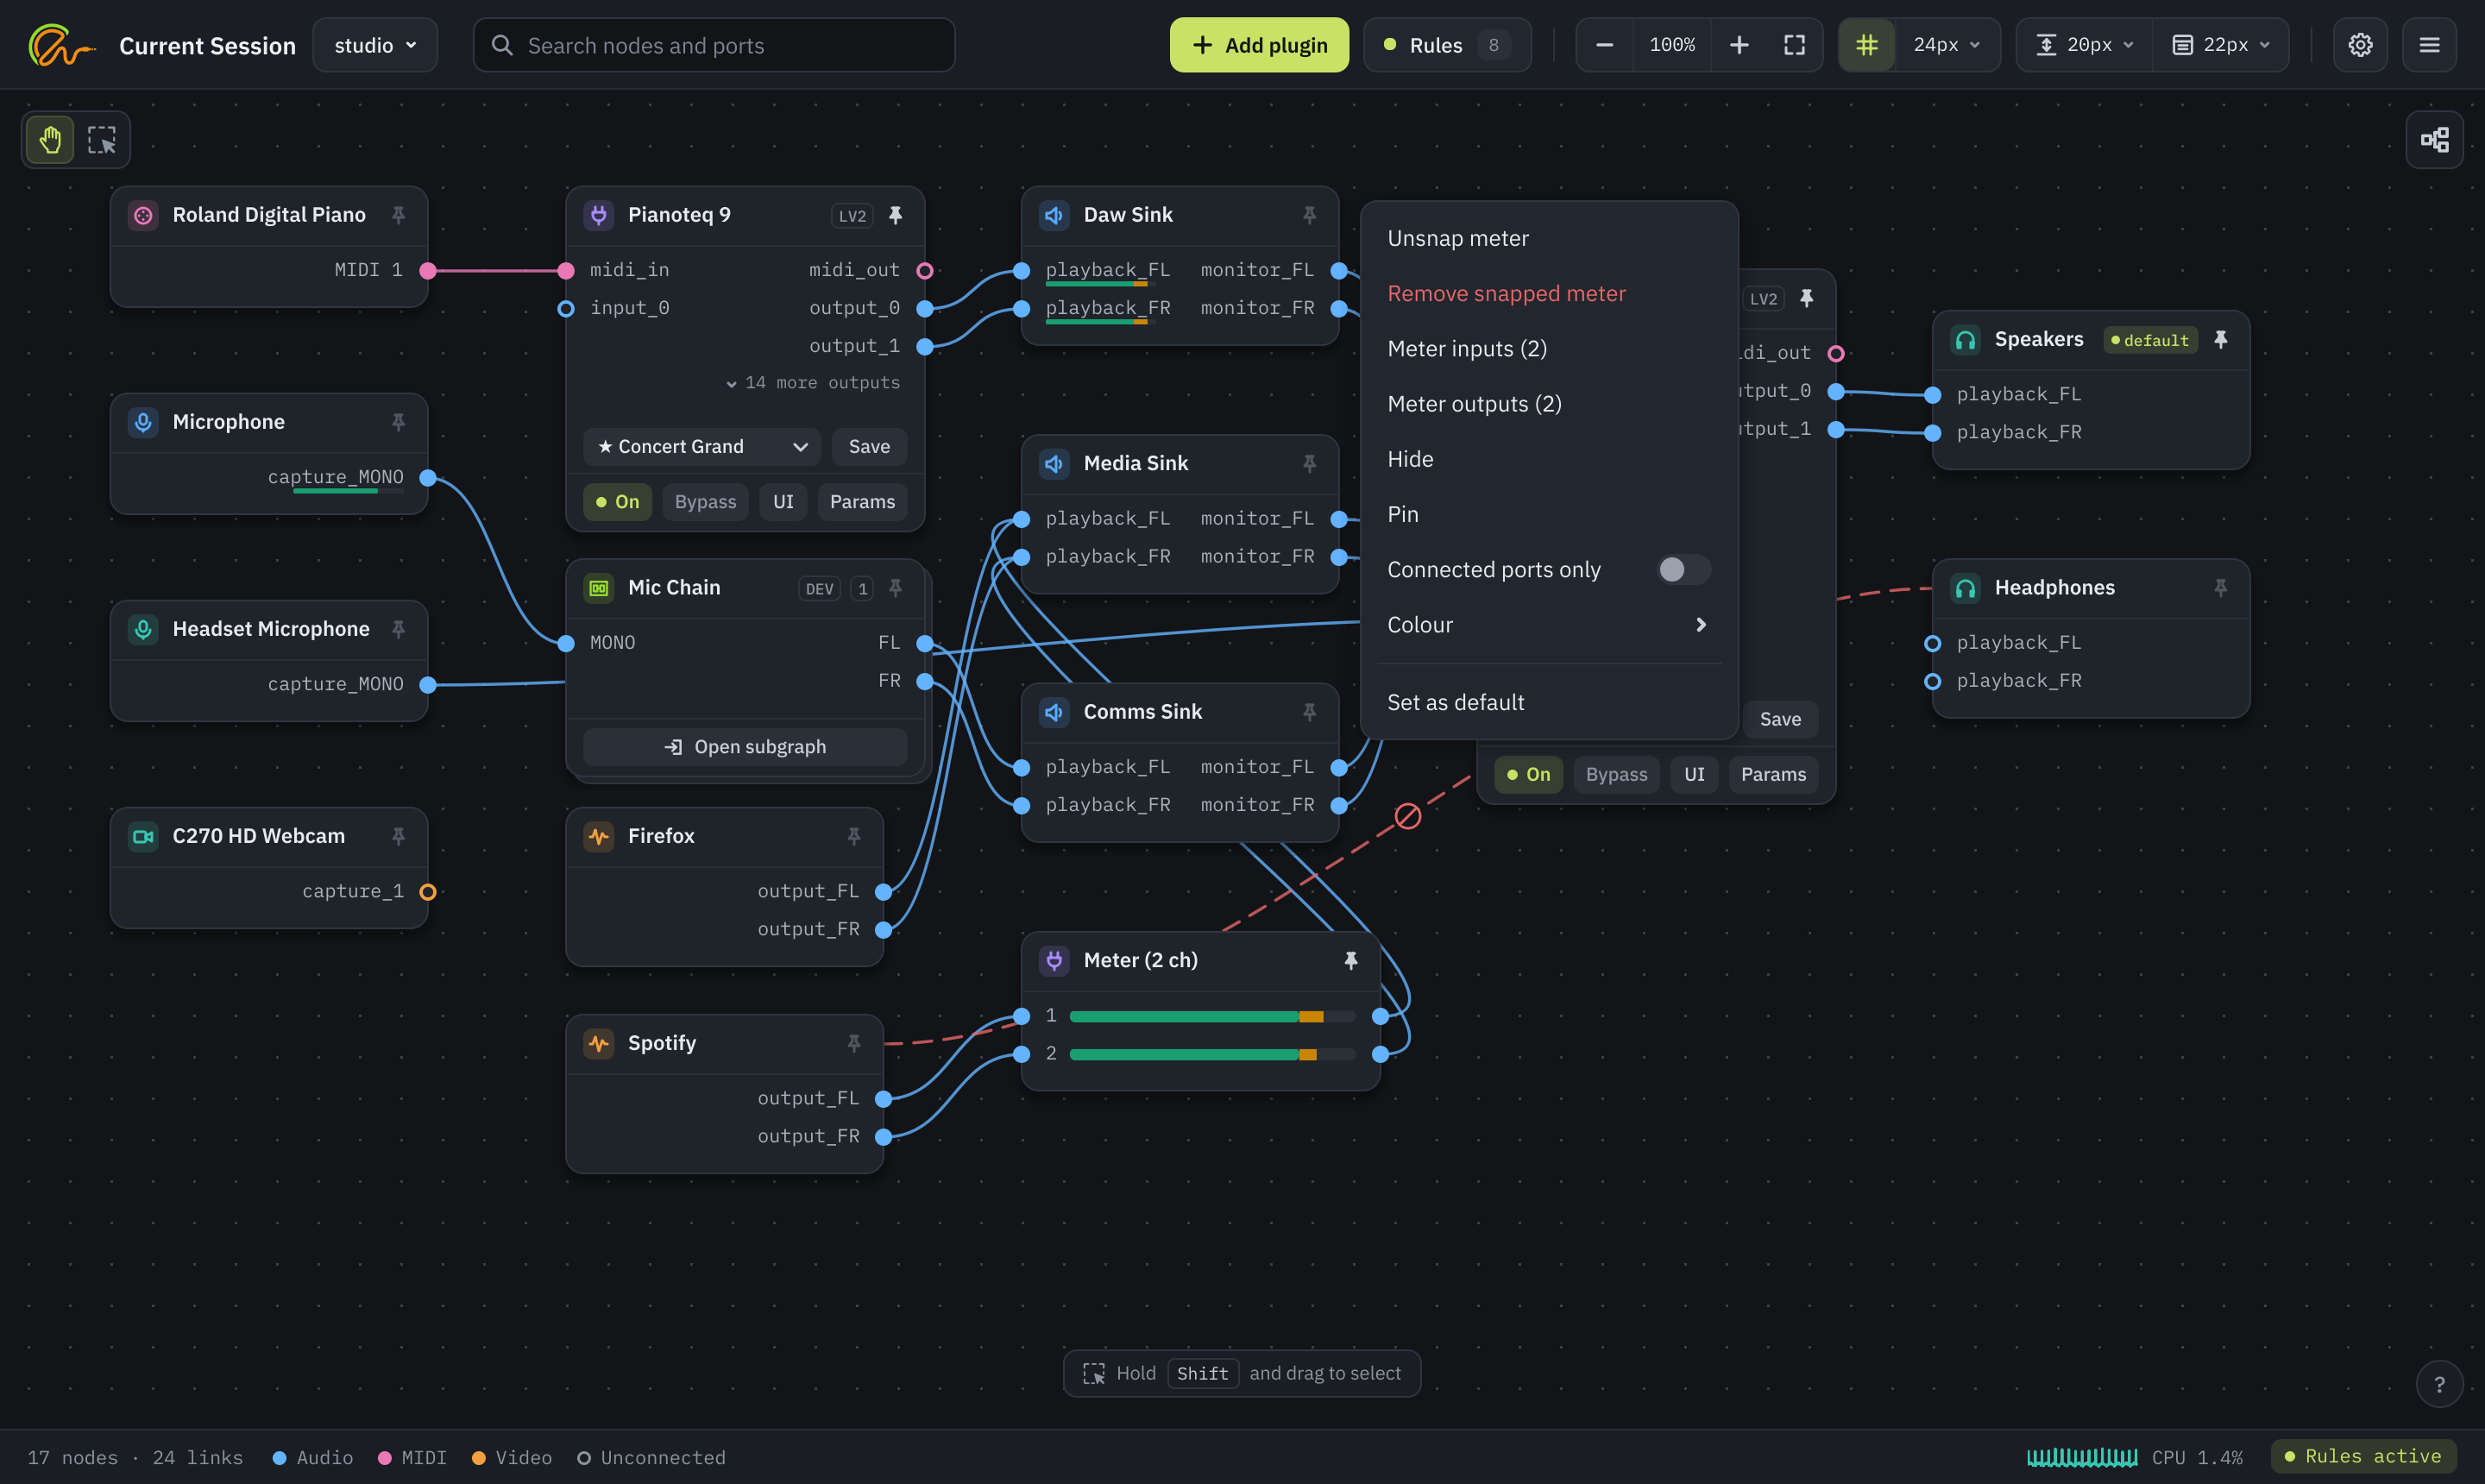 Current Session
studio
Search nodes and ports
Add plugin
Rules 8
100%
24px
20px
22px
Roland Digital Piano
MIDI 1
Microphone
capture_MONO
Headset Microphone
capture_MONO
C270 HD Webcam
capture_1
Pianoteq 9 LV2
midi_in midi_out
input_0 output_0
output_1
14 more outputs
★ Concert Grand Save
On Bypass UI Params
Mic Chain DEV 1
MONO FL
FR
Open subgraph
Firefox
output_FL
output_FR
Spotify
output_FL
output_FR
Daw Sink
playback_FL monitor_FL
playback_FR monitor_FR
Media Sink
playback_FL monitor_FL
playback_FR monitor_FR
Comms Sink
playback_FL monitor_FL
playback_FR monitor_FR
Meter (2 ch)
1
2
Unsnap meter
Remove snapped meter
Meter inputs (2)
Meter outputs (2)
Hide
Pin
Connected ports only
Colour
Set as default
LV2
Save
On Bypass UI Params
Speakers default
playback_FL
playback_FR
Headphones
playback_FL
playback_FR
Hold Shift and drag to select
?
17 nodes · 24 links Audio MIDI Video Unconnected
CPU 1.4% Rules active